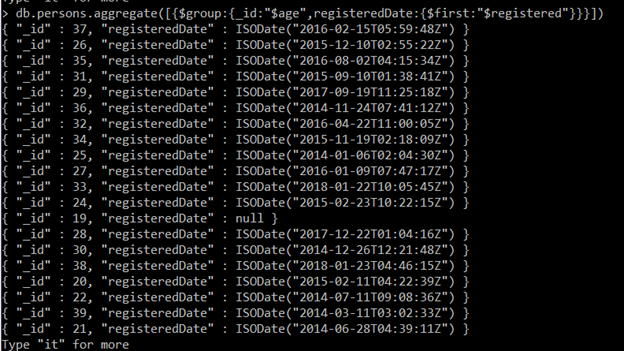 Type "it" for more
> db.persons.aggregate([{$group:{_id:"$age",registeredDate:{$first:"$registered"}}}])
{ "_id" : 37, "registeredDate" : ISODate("2016-02-15T05:59:48Z") }
{ "_id" : 26, "registeredDate" : ISODate("2015-12-10T02:55:22Z") }
{ "_id" : 35, "registeredDate" : ISODate("2016-08-02T04:15:34Z") }
{ "_id" : 31, "registeredDate" : ISODate("2015-09-10T01:38:41Z") }
{ "_id" : 29, "registeredDate" : ISODate("2017-09-19T11:25:18Z") }
{ "_id" : 36, "registeredDate" : ISODate("2014-11-24T07:41:12Z") }
{ "_id" : 32, "registeredDate" : ISODate("2016-04-22T11:00:05Z") }
{ "_id" : 34, "registeredDate" : ISODate("2015-11-19T02:18:09Z") }
{ "_id" : 25, "registeredDate" : ISODate("2014-01-06T02:04:30Z") }
{ "_id" : 27, "registeredDate" : ISODate("2016-01-09T07:47:17Z") }
{ "_id" : 33, "registeredDate" : ISODate("2018-01-22T10:05:45Z") }
{ "_id" : 24, "registeredDate" : ISODate("2015-02-23T10:22:15Z") }
{ "_id" : 19, "registeredDate" : null }
{ "_id" : 28, "registeredDate" : ISODate("2017-12-22T01:04:16Z") }
{ "_id" : 30, "registeredDate" : ISODate("2014-12-26T12:21:48Z") }
{ "_id" : 38, "registeredDate" : ISODate("2018-01-23T04:46:15Z") }
{ "_id" : 20, "registeredDate" : ISODate("2015-02-11T04:22:39Z") }
{ "_id" : 22, "registeredDate" : ISODate("2014-07-11T09:08:36Z") }
{ "_id" : 39, "registeredDate" : ISODate("2014-03-11T03:02:33Z") }
{ "_id" : 21, "registeredDate" : ISODate("2014-06-28T04:39:11Z") }
Type "it" for more